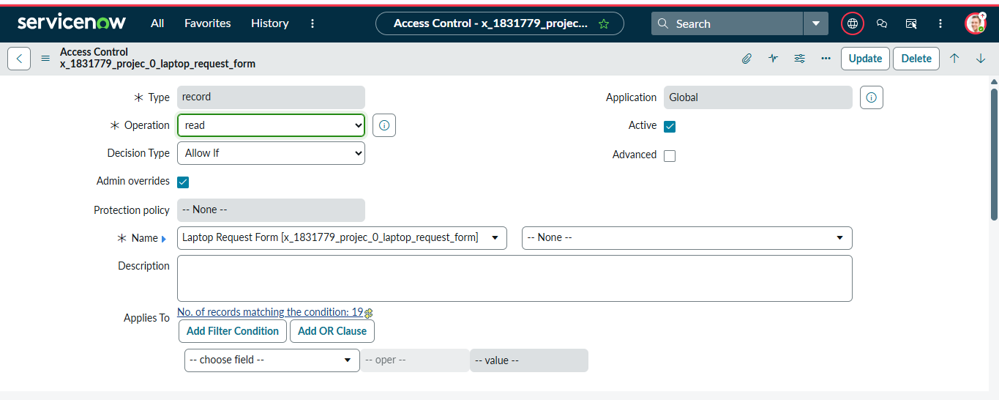 servicenow All Favorites History Access Control - x_1831779_projec... Search
Access Control
x_1831779_projec_0_laptop_request_form
Update Delete
Type record Application Global
Operation read Active
Decision Type Allow If Advanced
Admin overrides
Protection policy -- None --
Name Laptop Request Form [x_1831779_projec_0_laptop_request_form] -- None --
Description
Applies To No. of records matching the condition: 19
Add Filter Condition Add OR Clause
-- choose field -- -- oper -- -- value --